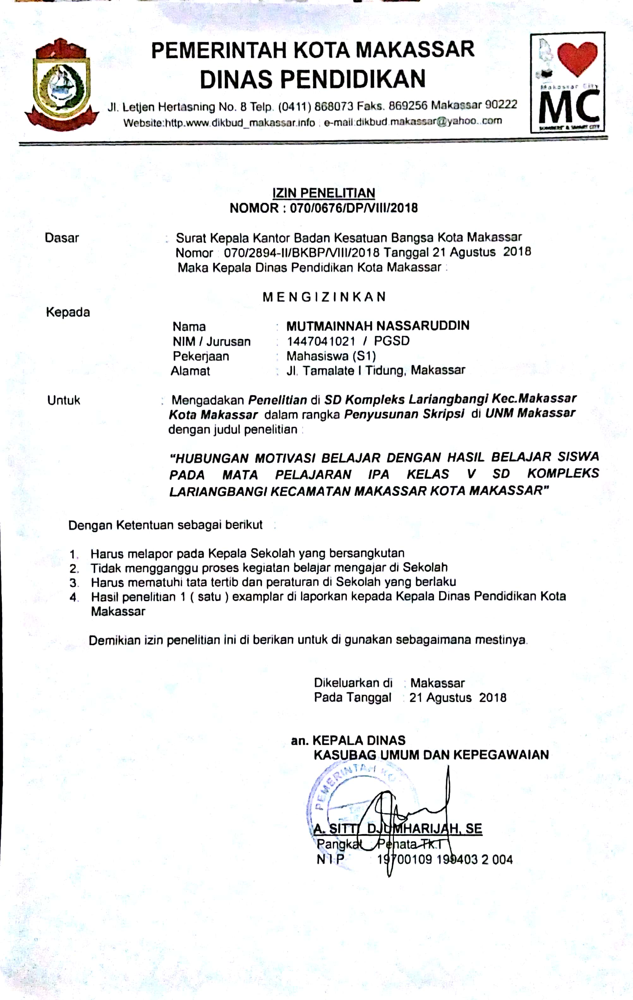 PEMERINTAH KOTA MAKASSAR
DINAS PENDIDIKAN
Jl. Letjen Hertasning No. 8 Telp. (0411) 868073 Faks. 869256 Makassar 90222
Website:http.www.dikbud_makassar.info ; e-mail:dikbud.makassar@yahoo..com
Makassar City
MC
SOMBERE' & SMART CITY
IZIN PENELITIAN
NOMOR : 070/0676/DP/VIII/2018
Dasar : Surat Kepala Kantor Badan Kesatuan Bangsa Kota Makassar
Nomor : 070/2894-II/BKBP/VIII/2018 Tanggal 21 Agustus 2018
Maka Kepala Dinas Pendidikan Kota Makassar :
M E N G I Z I N K A N
Kepada
Nama : MUTMAINNAH NASSARUDDIN
NIM / Jurusan : 1447041021 / PGSD
Pekerjaan : Mahasiswa (S1)
Alamat : Jl. Tamalate I Tidung, Makassar
Untuk : Mengadakan Penelitian di SD Kompleks Lariangbangi Kec.Makassar
Kota Makassar dalam rangka Penyusunan Skripsi di UNM Makassar
dengan judul penelitian :
“HUBUNGAN MOTIVASI BELAJAR DENGAN HASIL BELAJAR SISWA
PADA MATA PELAJARAN IPA KELAS V SD KOMPLEKS
LARIANGBANGI KECAMATAN MAKASSAR KOTA MAKASSAR”
Dengan Ketentuan sebagai berikut :
1. Harus melapor pada Kepala Sekolah yang bersangkutan
2. Tidak mengganggu proses kegiatan belajar mengajar di Sekolah
3. Harus mematuhi tata tertib dan peraturan di Sekolah yang berlaku
4. Hasil penelitian 1 ( satu ) examplar di laporkan kepada Kepala Dinas Pendidikan Kota
Makassar
Demikian izin penelitian ini di berikan untuk di gunakan sebagaimana mestinya.
Dikeluarkan di : Makassar
Pada Tanggal : 21 Agustus 2018
an. KEPALA DINAS
KASUBAG UMUM DAN KEPEGAWAIAN
PEMERINTAH KO
A. SITTI DJUMHARIJAH, SE
Pangkat : Penata Tk.I
N I P : 19700109 199403 2 004